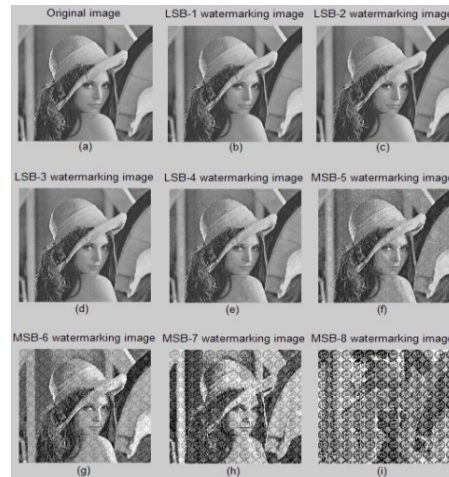 Original image
LSB-1 watermarking image
LSB-2 watermarking image
(a)
(b)
(c)
LSB-3 watermarking image
LSB-4 watermarking image
MSB-5 watermarking image
(d)
(e)
(f)
MSB-6 watermarking image
MSB-7 watermarking image
MSB-8 watermarking image
(g)
(h)
(i)